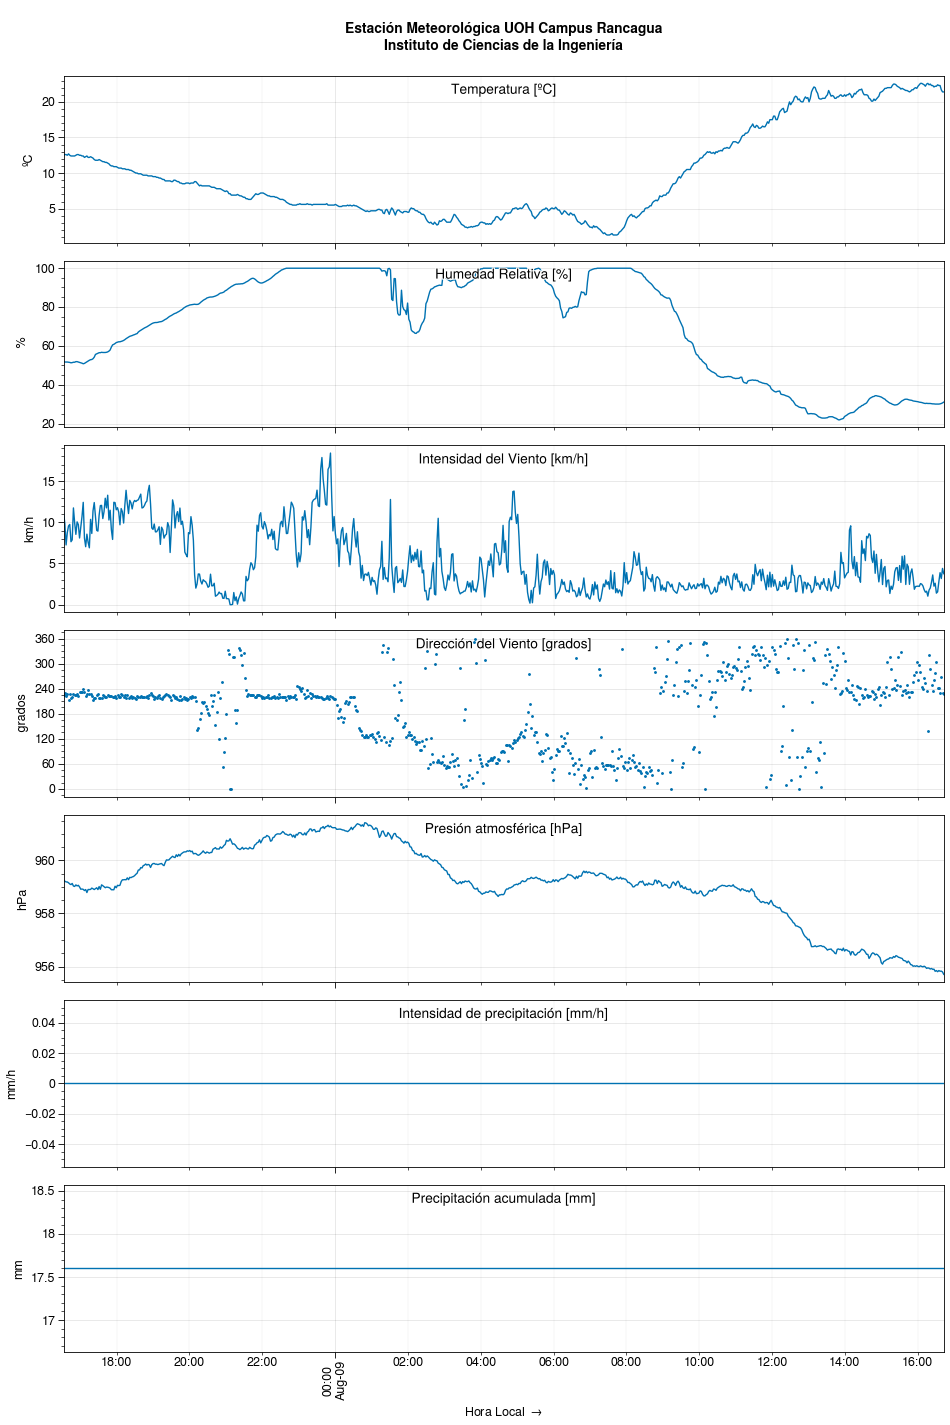 Estación Meteorológica UOH Campus Rancagua
Instituto de Ciencias de la Ingeniería
Temperatura [ºC]
20
15
10
5
ºC
Humedad Relativa [%]
100
80
60
40
20
%
Intensidad del Viento [km/h]
15
10
5
0
km/h
Dirección del Viento [grados]
360
300
240
180
120
60
0
grados
Presión atmosférica [hPa]
960
958
956
hPa
Intensidad de precipitación [mm/h]
0.04
0.02
0
−0.02
−0.04
mm/h
Precipitación acumulada [mm]
18.5
18
17.5
17
mm
18:00 20:00 22:00 00:00 02:00 04:00 06:00 08:00 10:00 12:00 14:00 16:00
Aug-09
Hora Local →